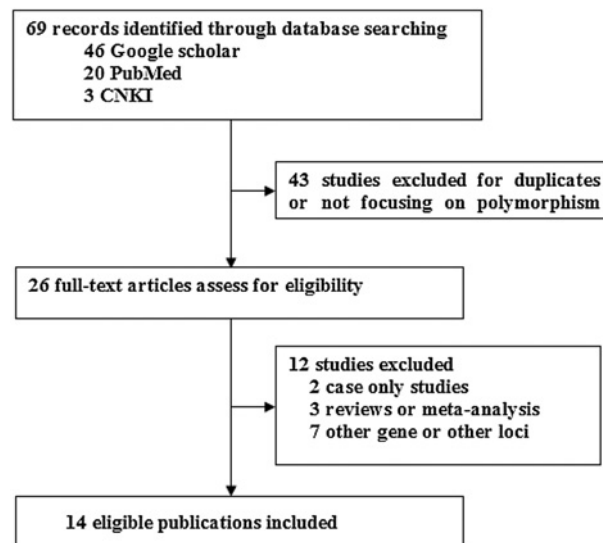 69 records identified through database searching
46 Google scholar
20 PubMed
3 CNKI
43 studies excluded for duplicates
or not focusing on polymorphism
26 full-text articles assess for eligibility
12 studies excluded
2 case only studies
3 reviews or meta-analysis
7 other gene or other loci
14 eligible publications included